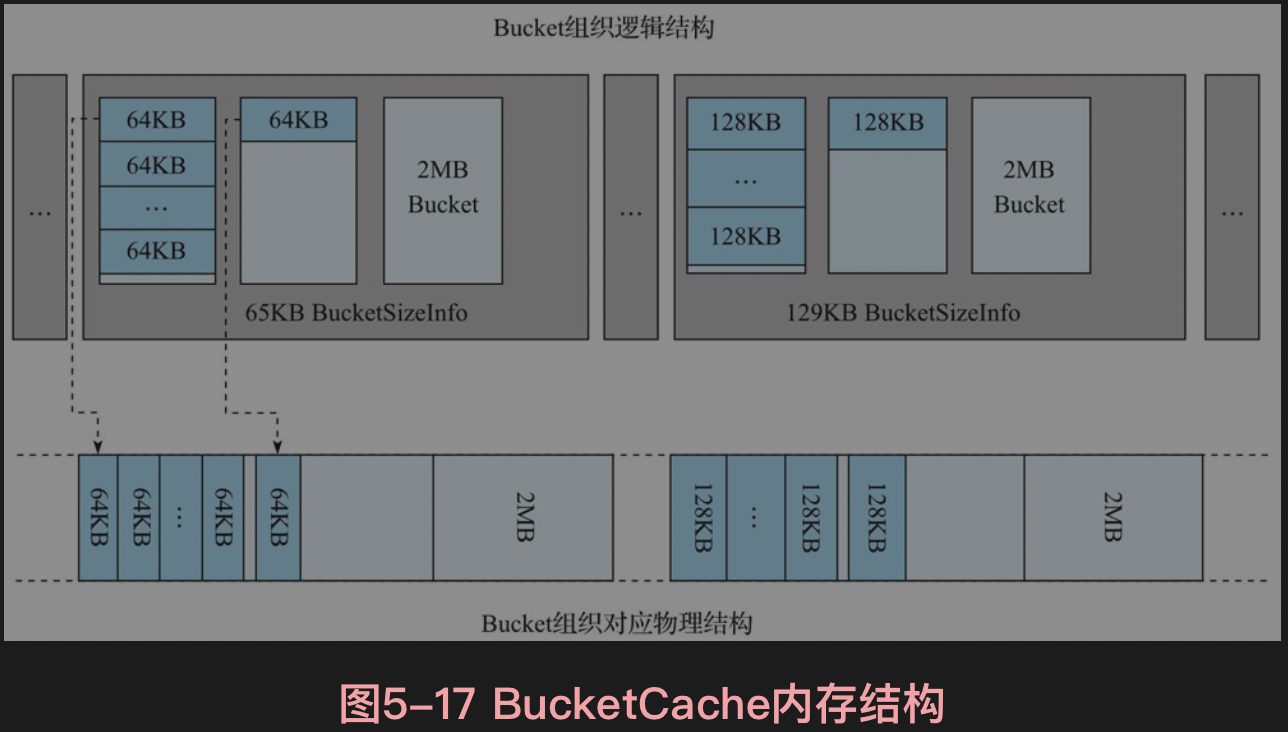 Bucket组织逻辑结构
…
64KB
64KB
…
64KB
64KB
2MB
Bucket
65KB BucketSizeInfo
…
128KB
…
128KB
128KB
2MB
Bucket
129KB BucketSizeInfo
…
64KB
64KB
…
64KB
64KB
2MB
128KB
…
128KB
128KB
2MB
Bucket组织对应物理结构
图5-17 BucketCache内存结构